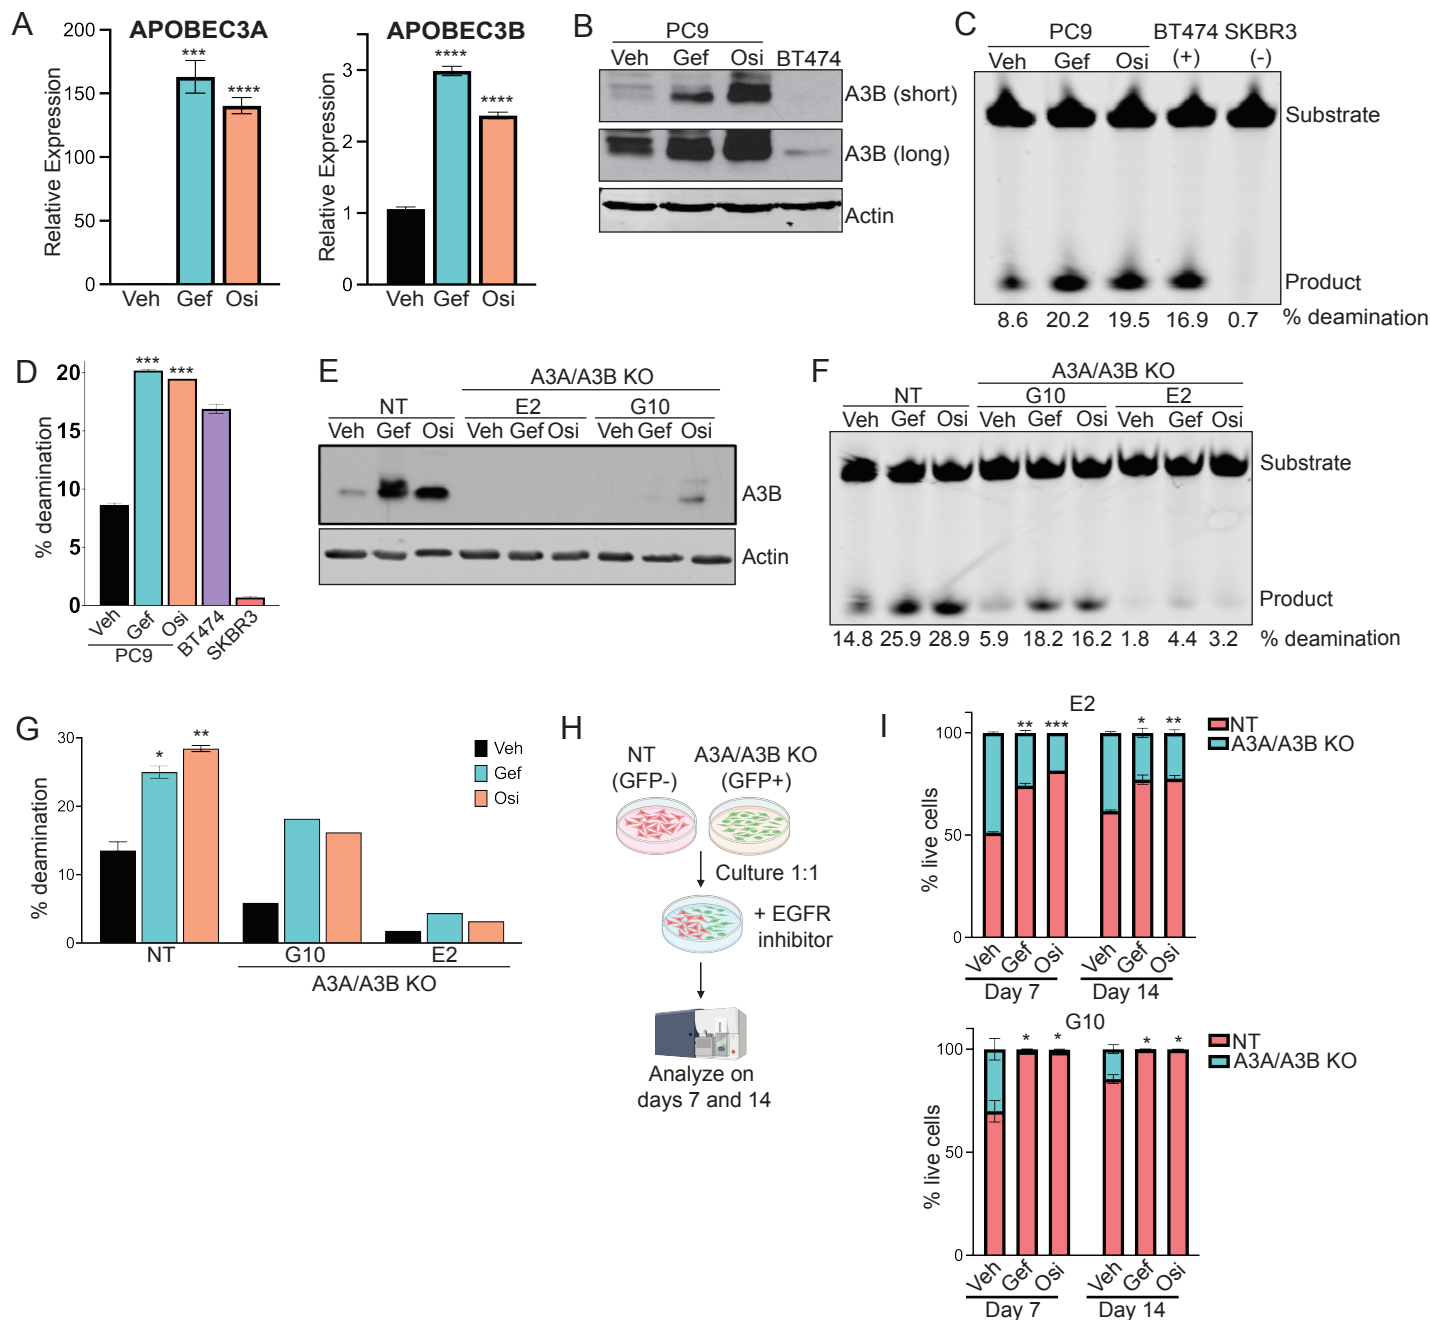 A
APOBEC3A
Relative Expression
200
150
100
50
0
***
****
Veh Gef Osi
APOBEC3B
Relative Expression
3
2
1
0
****
****
Veh Gef Osi
B
PC9
Veh Gef Osi BT474
A3B (short)
A3B (long)
Actin
C
PC9 BT474 SKBR3
Veh Gef Osi (+) (-)
Substrate
Product
8.6 20.2 19.5 16.9 0.7 % deamination
D
% deamination
20
15
10
5
0
*** ***
Veh Gef Osi BT474 SKBR3
PC9
E
A3A/A3B KO
NT E2 G10
Veh Gef Osi Veh Gef Osi Veh Gef Osi
A3B
Actin
F
A3A/A3B KO
NT G10 E2
Veh Gef Osi Veh Gef Osi Veh Gef Osi
Substrate
Product
14.8 25.9 28.9 5.9 18.2 16.2 1.8 4.4 3.2 % deamination
G
% deamination
30
20
10
0
* **
Veh
Gef
Osi
NT G10 E2
A3A/A3B KO
H
NT A3A/A3B KO
(GFP-) (GFP+)
Culture 1:1
+ EGFR
inhibitor
Analyze on
days 7 and 14
I
E2
NT
A3A/A3B KO
% live cells
100
50
0
** *** * **
Veh Gef Osi Veh Gef Osi
Day 7 Day 14
G10
NT
A3A/A3B KO
% live cells
100
50
0
* * * *
Veh Gef Osi Veh Gef Osi
Day 7 Day 14